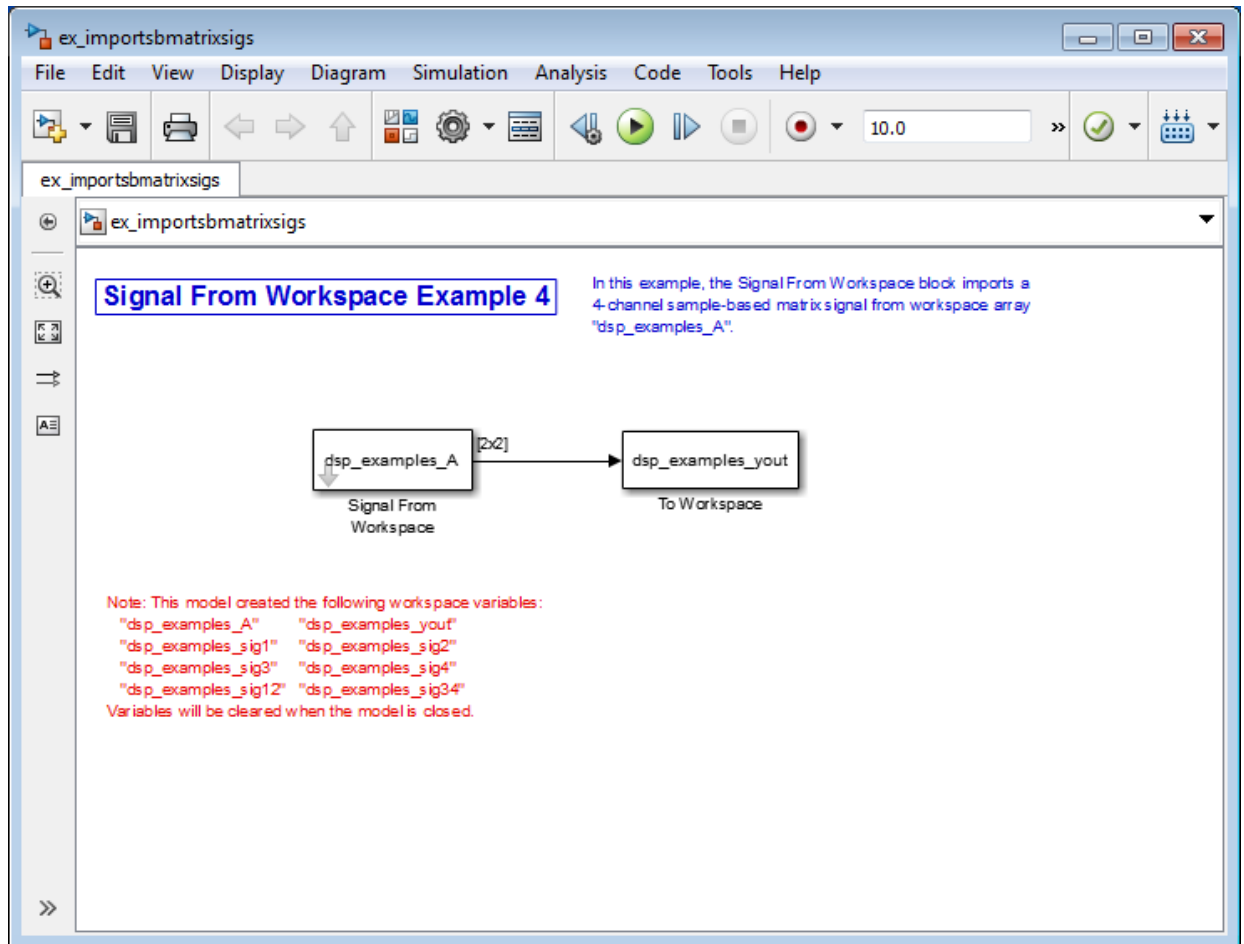 ex_importsbmatrixsigs
File Edit View Display Diagram Simulation Analysis Code Tools Help
10.0 »
ex_importsbmatrixsigs
ex_importsbmatrixsigs
Signal From Workspace Example 4
In this example, the Signal From Workspace block imports a
4-channel sample-based matrix signal from workspace array
"dsp_examples_A".
dsp_examples_A
[2x2]
dsp_examples_yout
Signal From
Workspace
To Workspace
Note: This model created the following workspace variables:
"dsp_examples_A" "dsp_examples_yout"
"dsp_examples_sig1" "dsp_examples_sig2"
"dsp_examples_sig3" "dsp_examples_sig4"
"dsp_examples_sig12" "dsp_examples_sig34"
Variables will be cleared when the model is closed.